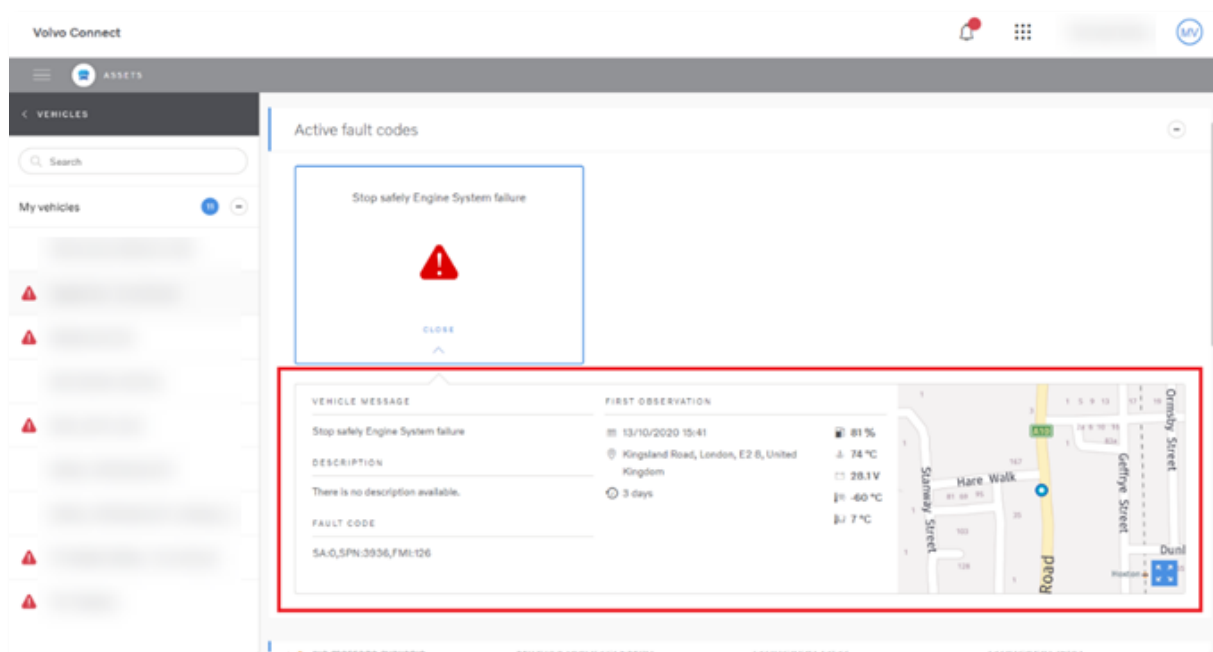 Volvo Connect
MV
ASSETS
< VEHICLES
Search
My vehicles
11
Active fault codes
Stop safely Engine System failure
CLOSE
VEHICLE MESSAGE
Stop safely Engine System failure
DESCRIPTION
There is no description available.
FAULT CODE
SA:0,SPN:3936,FMI:126
FIRST OBSERVATION
13/10/2020 15:41
Kingsland Road, London, E2 8, United
Kingdom
3 days
81 %
74 °C
28.1 V
-60 °C
7 °C
A10
Ormsby Street
Geffrye Street
Hare Walk
Stanway Street
Road
Dunl
Hoxton